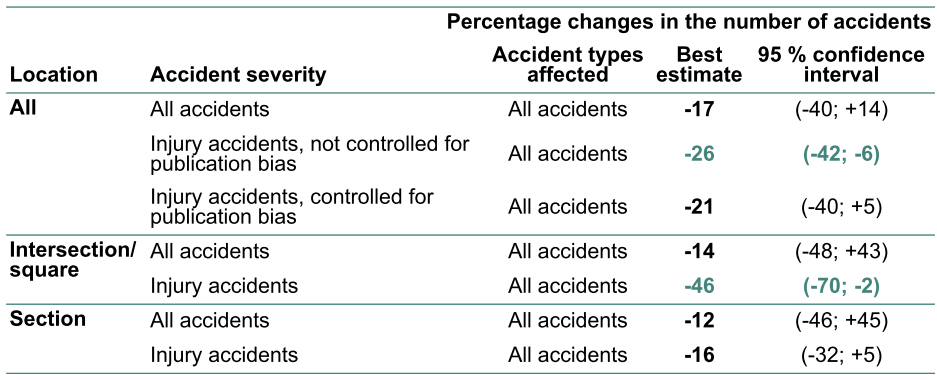 Percentage changes in the number of accidents
Location Accident severity Accident types affected Best estimate 95 % confidence interval
All All accidents All accidents -17 (-40; +14)
Injury accidents, not controlled for publication bias All accidents -26 (-42; -6)
Injury accidents, controlled for publication bias All accidents -21 (-40; +5)
Intersection/ square All accidents All accidents -14 (-48; +43)
Injury accidents All accidents -46 (-70; -2)
Section All accidents All accidents -12 (-46; +45)
Injury accidents All accidents -16 (-32; +5)